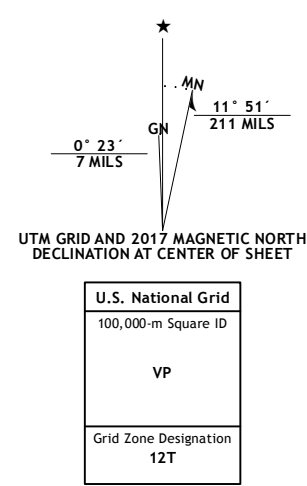 ★
MN
GN
11° 51´
211 MILS
0° 23´
7 MILS
UTM GRID AND 2017 MAGNETIC NORTH
DECLINATION AT CENTER OF SHEET
U.S. National Grid
100,000-m Square ID
VP
Grid Zone Designation
12T